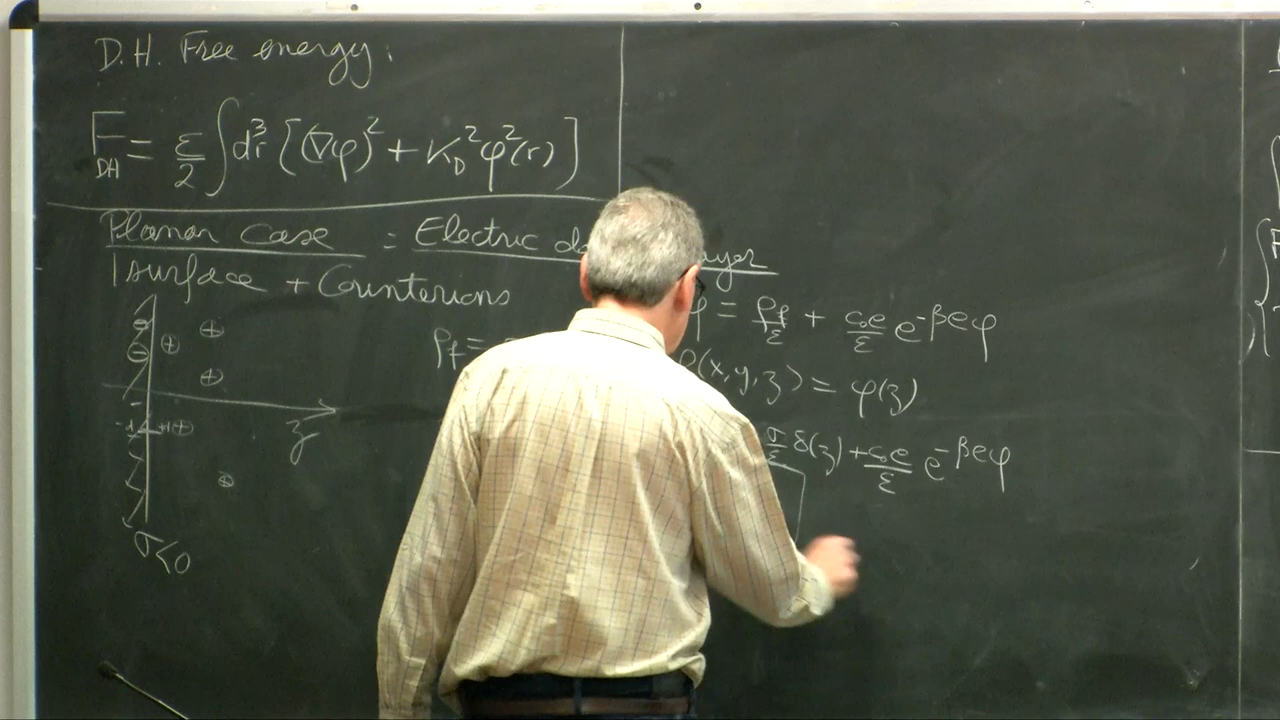 D.H. Free energy:
F_DH = ε/2 ∫ d³r [(∇φ)² + K_D² φ²(r)]
Planar Case : Electric
1 surface + Counterions
φ = ρ_f/ε + c₀e/ε e^-βeφ
ρ_f =
(x,y,z) = φ(z)
z
σ/ε δ(z) + c₀e/ε e^-βeφ
σ<0